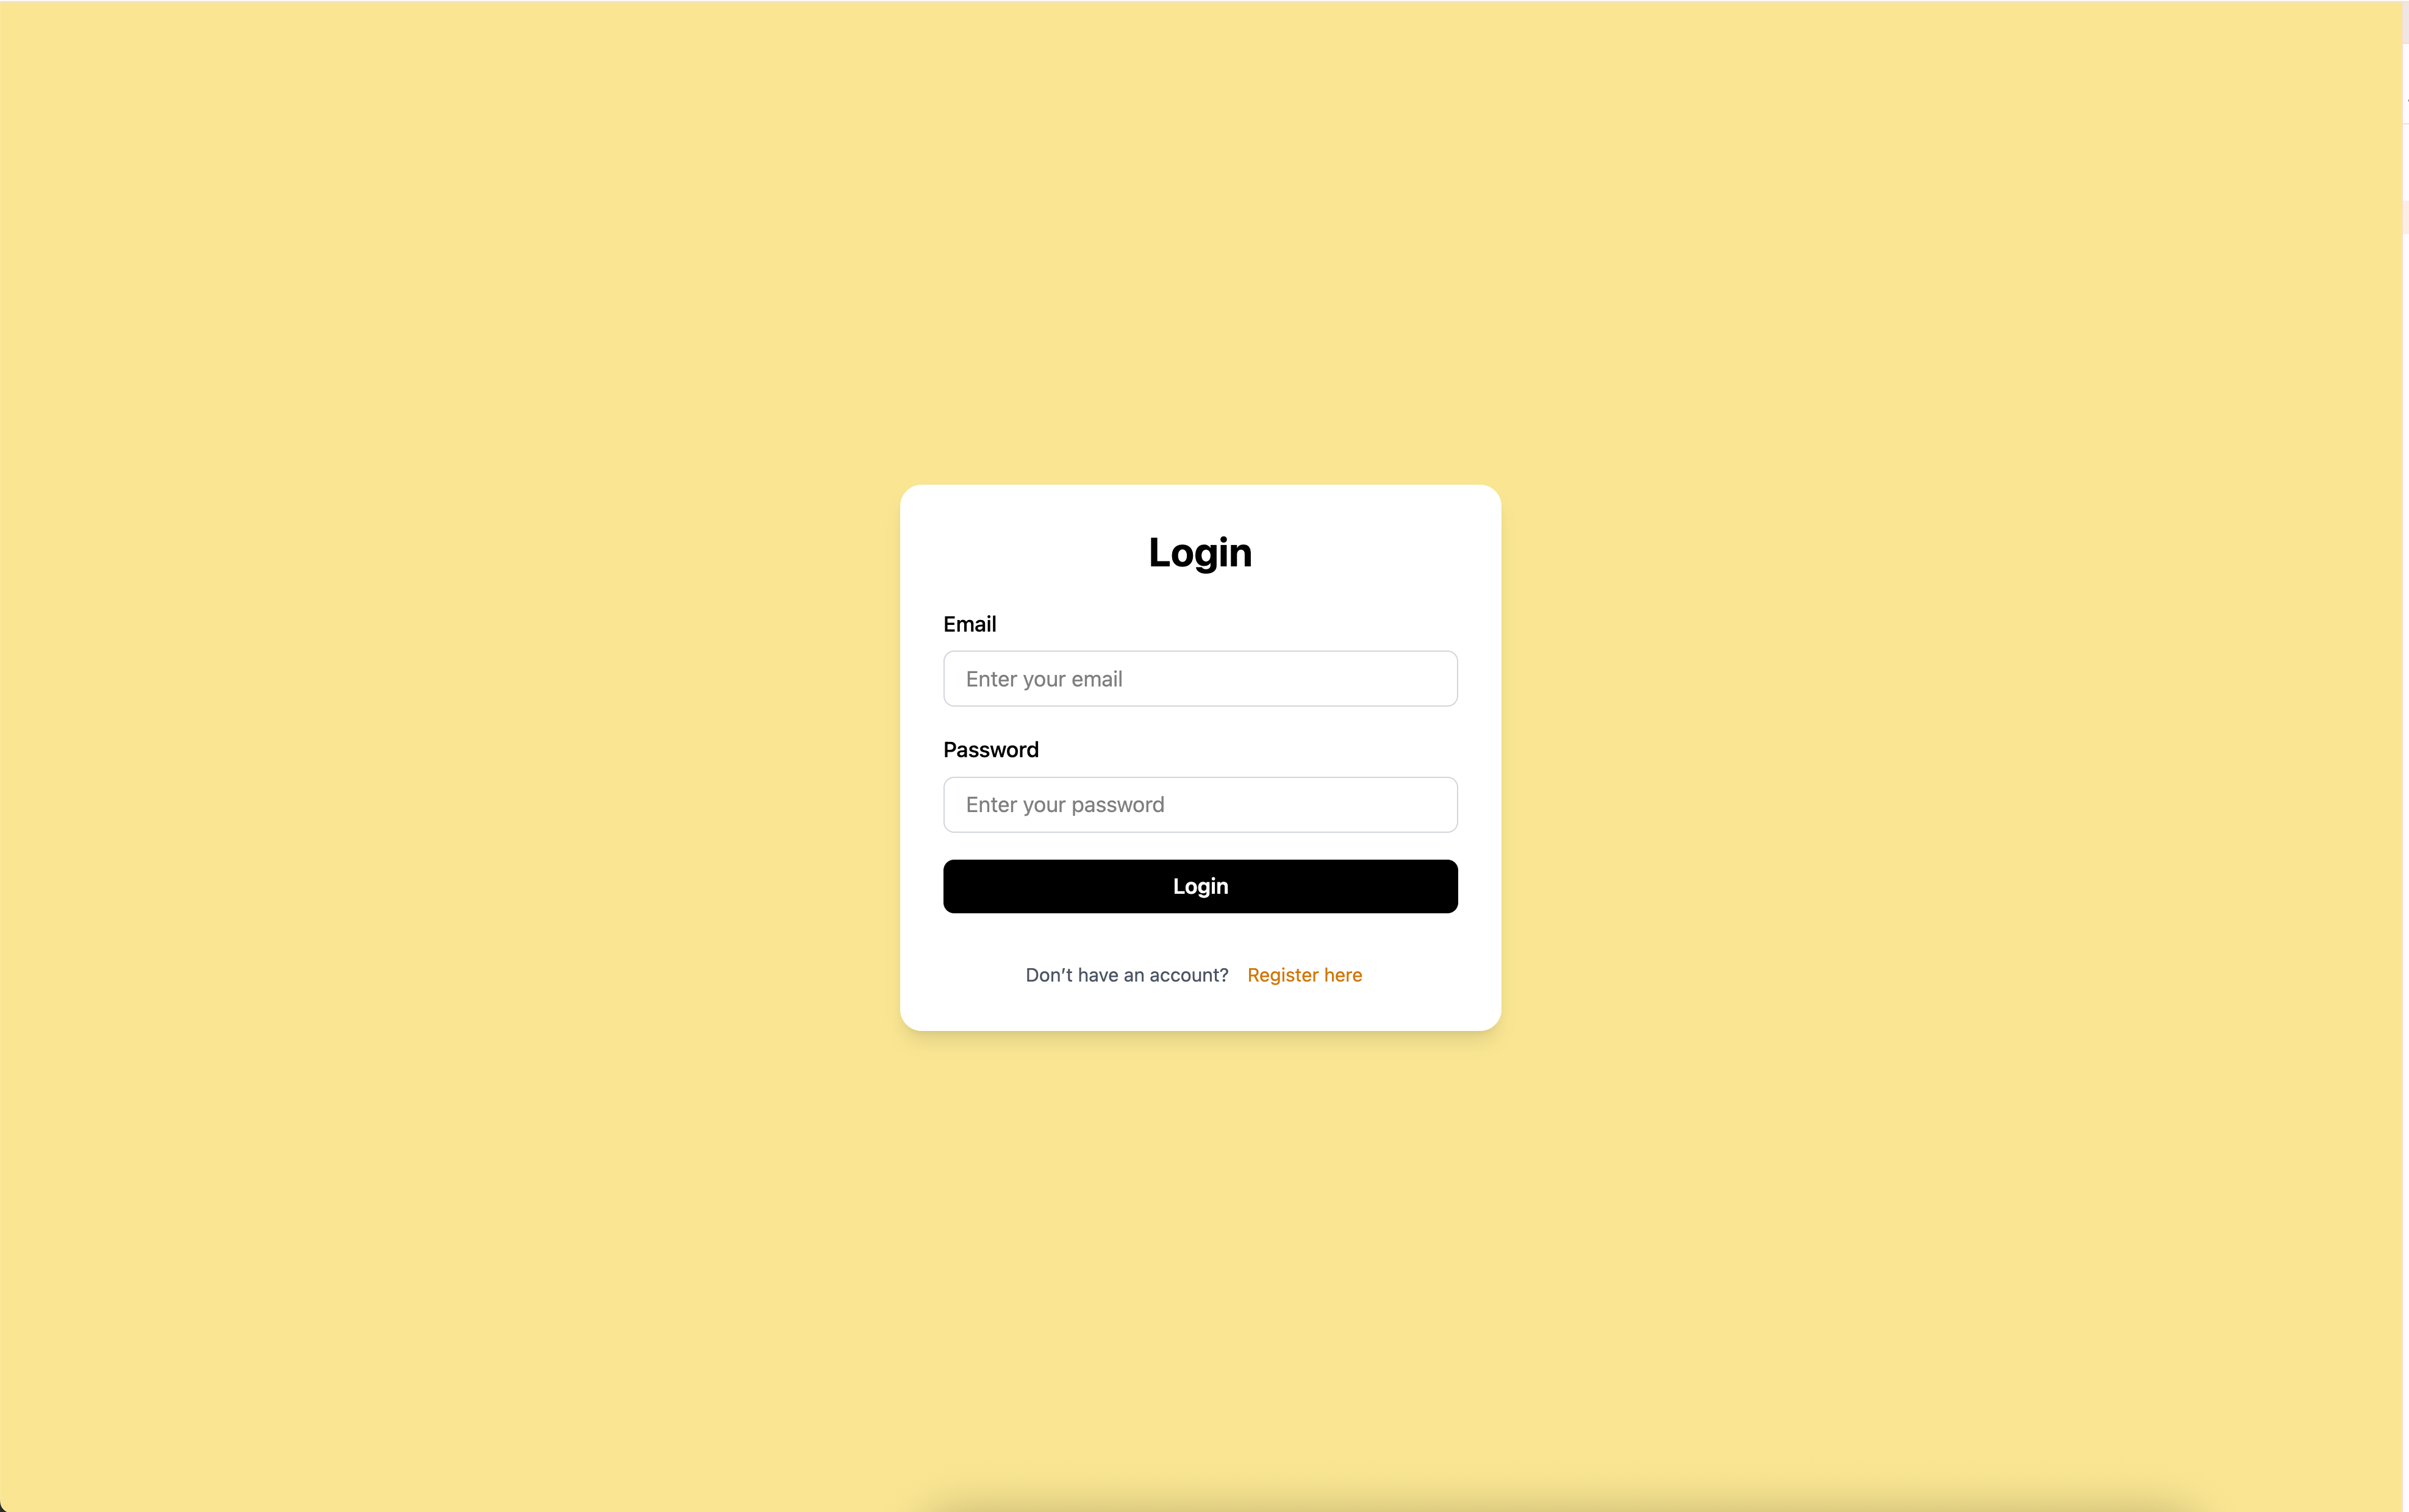 Login
Email
Enter your email
Password
Enter your password
Login
Don’t have an account? Register here